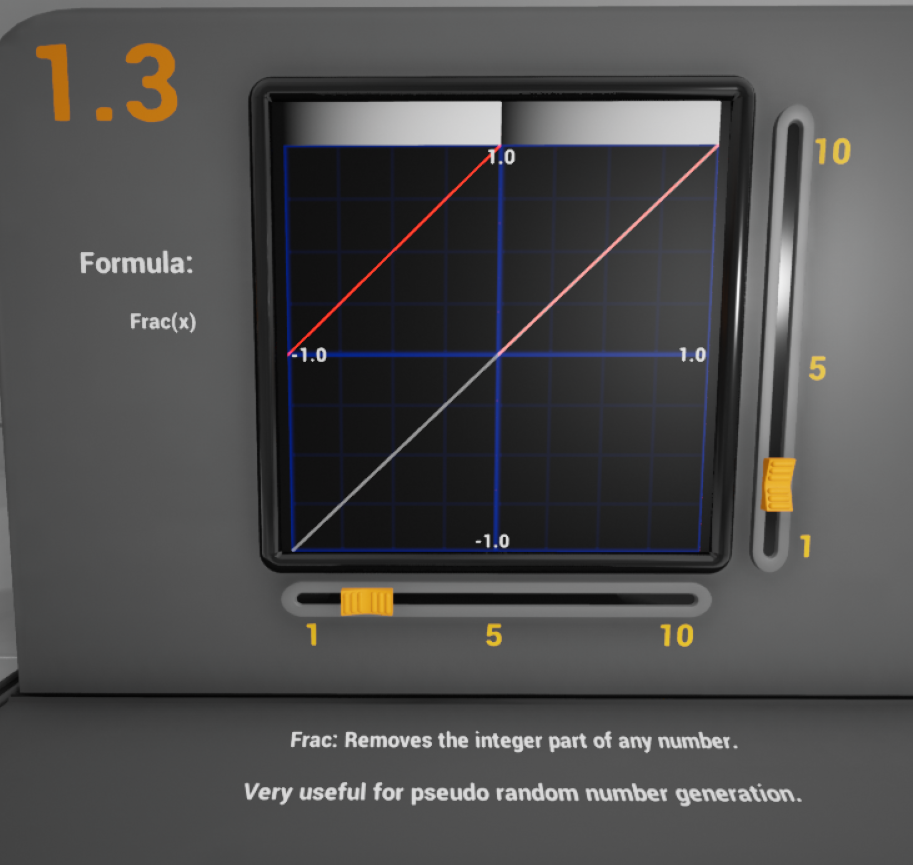 1.3
Formula:
Frac(x)
1.0
-1.0
1.0
-1.0
10
5
1
1
5
10
Frac: Removes the integer part of any number.
Very useful for pseudo random number generation.